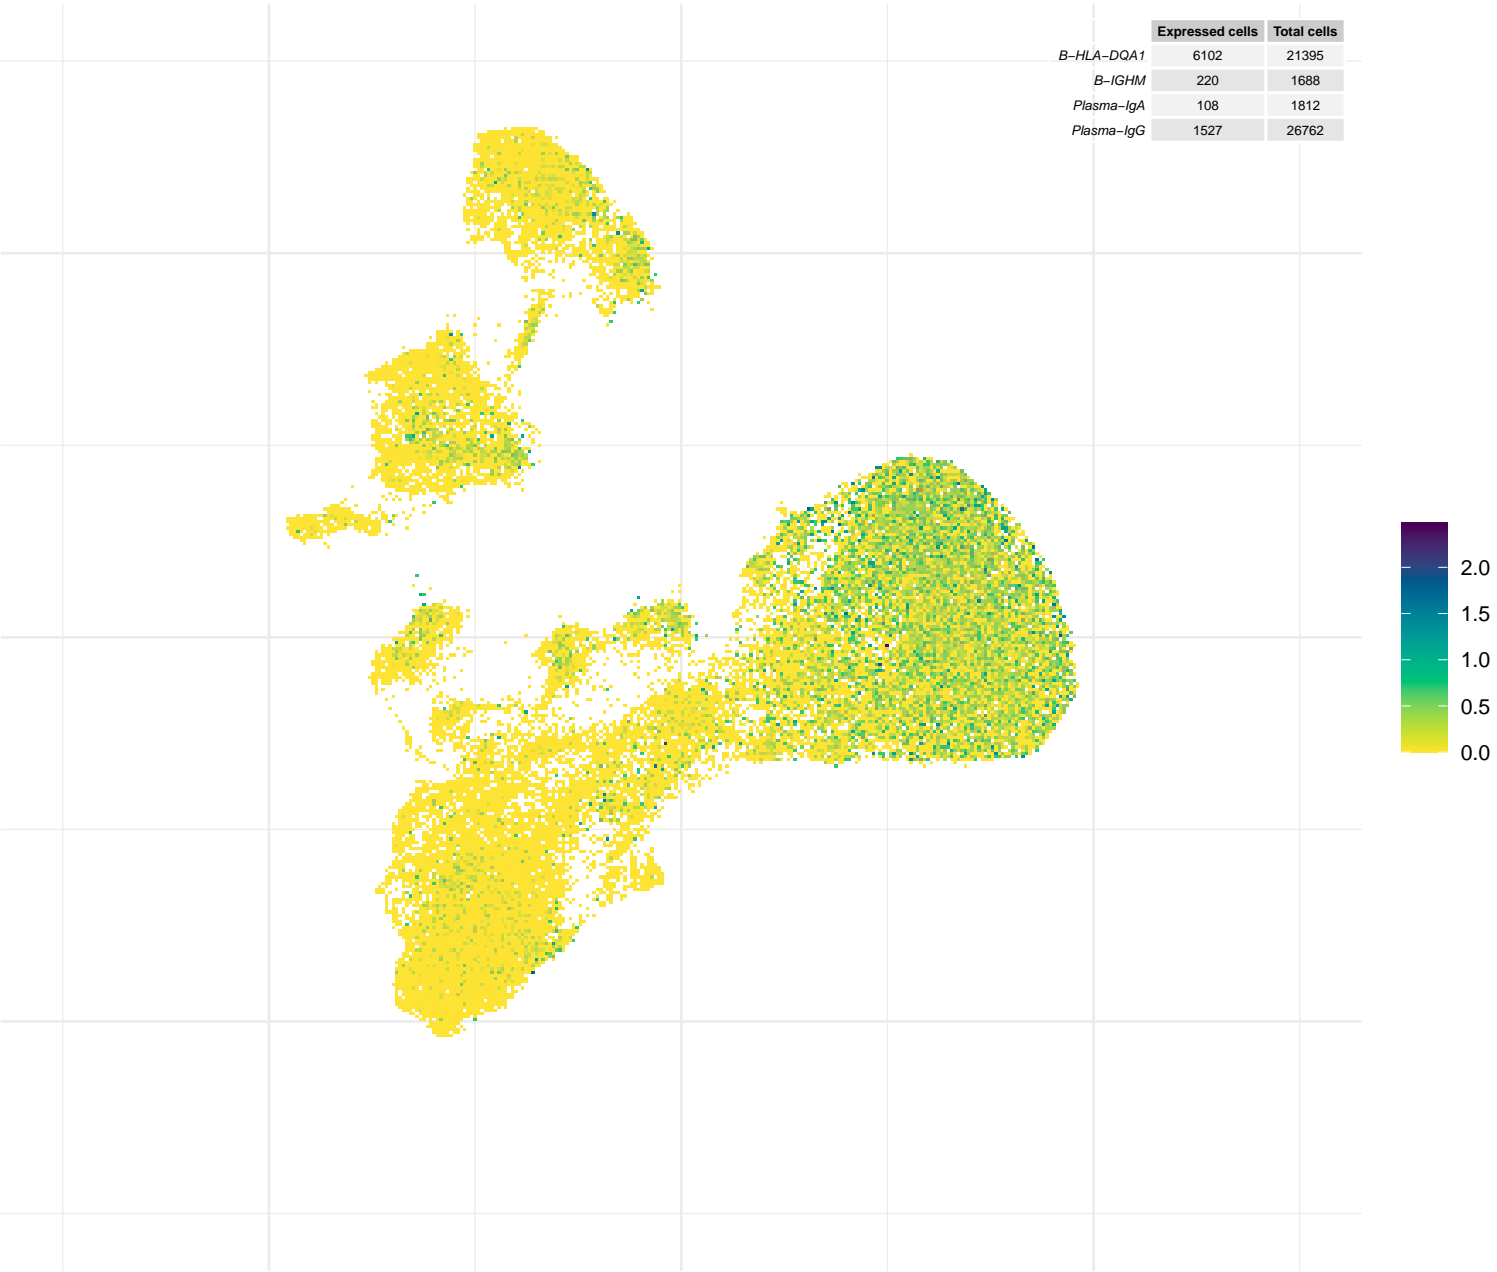 Expressed cells Total cells
B−HLA−DQA1 6102 21395
B−IGHM 220 1688
Plasma−IgA 108 1812
Plasma−IgG 1527 26762
2.0
1.5
1.0
0.5
0.0